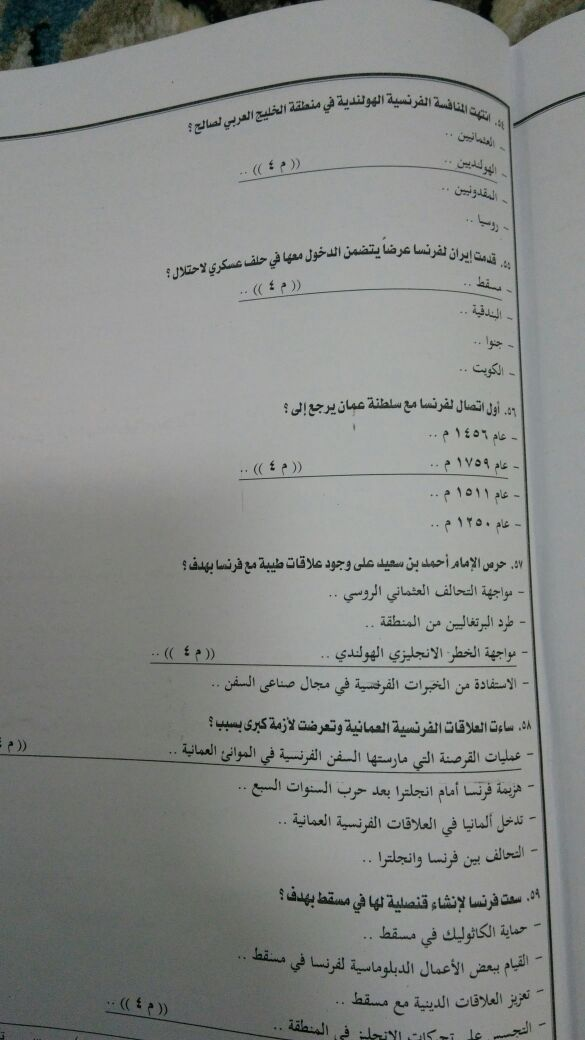 ٥٤. انتهت المنافسة الفرنسية الهولندية في منطقة الخليج العربي لصالح ؟
- العثمانيين ..
- الهولنديين .. (( م ٤ )) ..
- المقدونيين ..
- روسيا ..
٥٥. قدمت إيران لفرنسا عرضاً يتضمن الدخول معها في حلف عسكري لاحتلال ؟
- مسقط .. (( م ٤ )) ..
- البندقية ..
- جنوا ..
- الكويت ..
٥٦. أول اتصال لفرنسا مع سلطنة عمان يرجع إلى ؟
- عام ١٤٥٦ م ..
- عام ١٧٥٩ م .. (( م ٤ )) ..
- عام ١٥١١ م ..
- عام ١٢٥٠ م ..
٥٧. حرص الإمام أحمد بن سعيد على وجود علاقات طيبة مع فرنسا بهدف ؟
- مواجهة التحالف العثماني الروسي ..
- طرد البرتغاليين من المنطقة ..
- مواجهة الخطر الانجليزي الهولندي .. (( م ٤ )) ..
- الاستفادة من الخبرات الفرنسية في مجال صناعى السفن ..
٥٨. ساءت العلاقات الفرنسية العمانية وتعرضت لأزمة كبرى بسبب ؟
- عمليات القرصنة التي مارستها السفن الفرنسية في الموانئ العمانية .. (( م
- هزيمة فرنسا أمام انجلترا بعد حرب السنوات السبع ..
- تدخل ألمانيا في العلاقات الفرنسية العمانية ..
- التحالف بين فرنسا وانجلترا ..
٥٩. سعت فرنسا لإنشاء قنصلية لها في مسقط بهدف ؟
- حماية الكاثوليك في مسقط ..
- القيام ببعض الأعمال الدبلوماسية لفرنسا في مسقط ..
- تعزيز العلاقات الدينية مع مسقط ..
- التجسس على تحركات الانجليز في المنطقة .. (( م ٤ )) ..